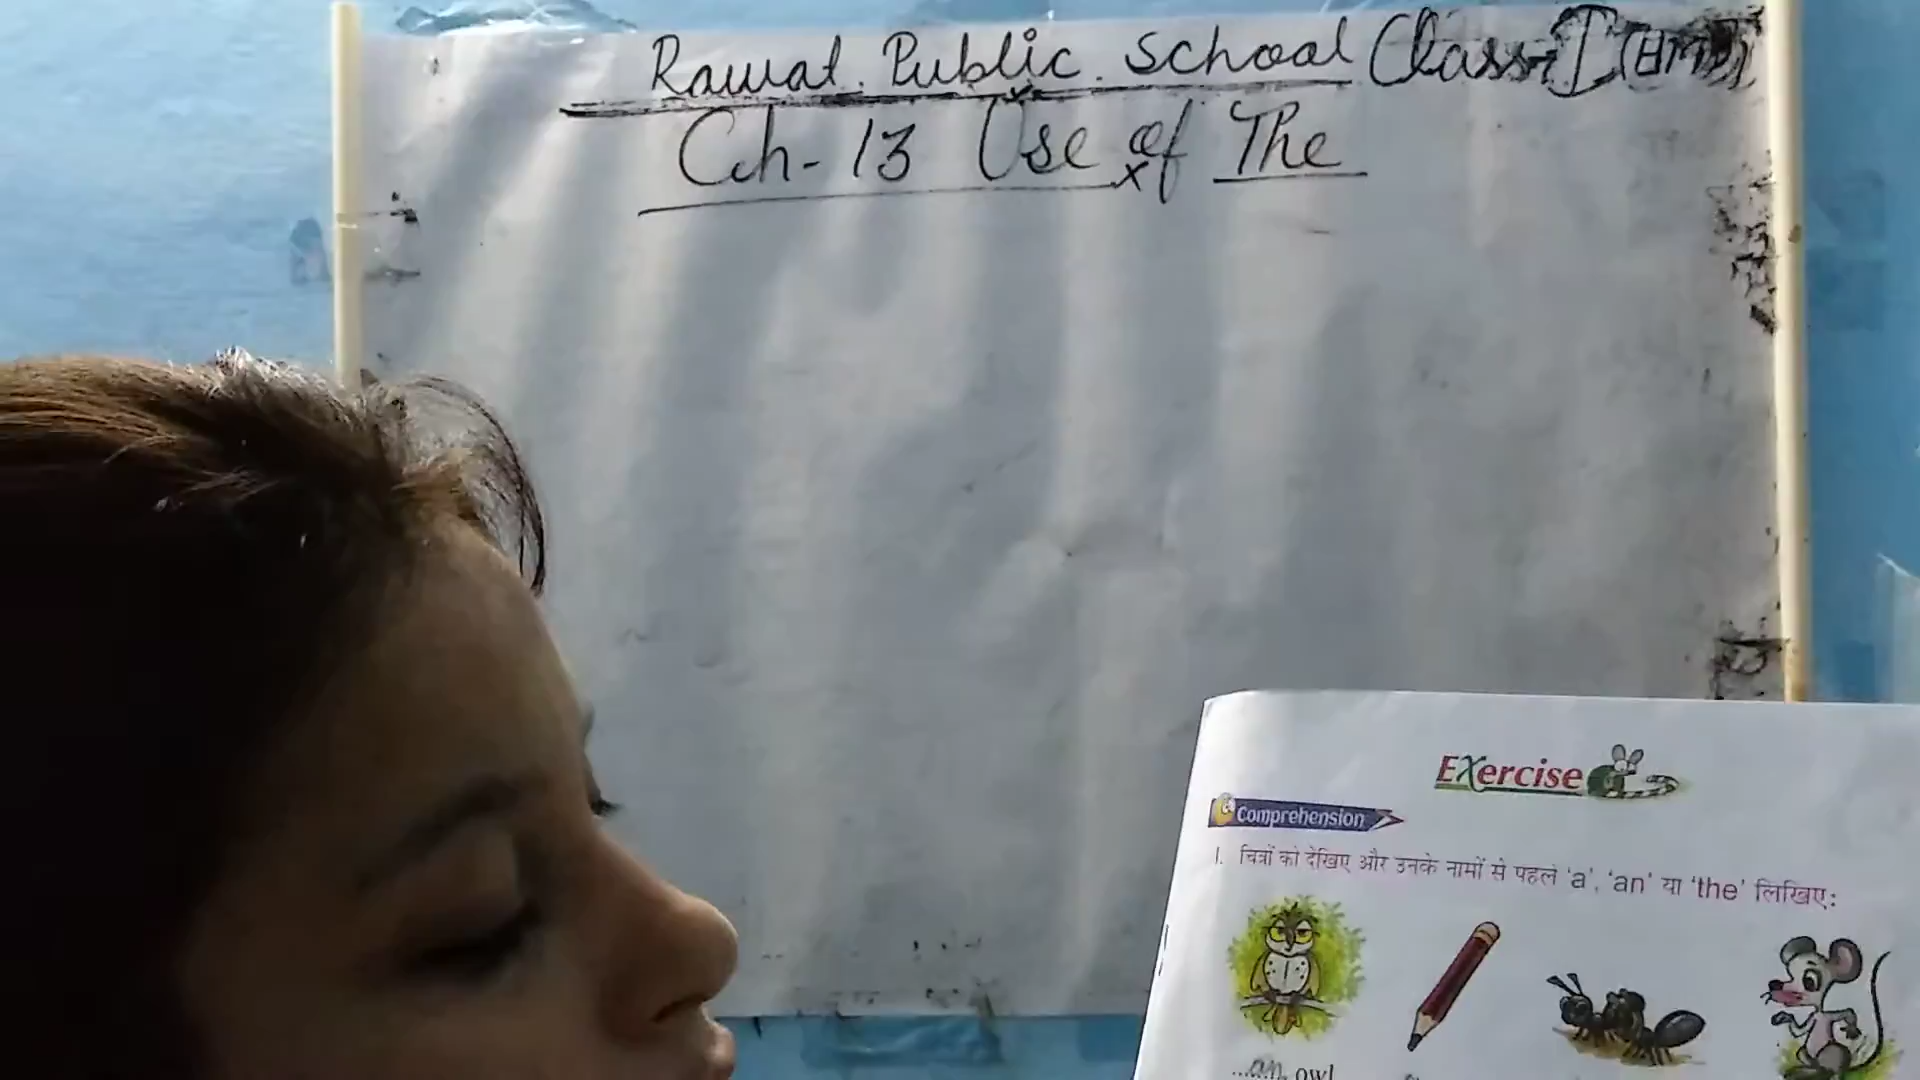 Rawat Public School Class-I (HM)
Ch-13 Use of The
Exercise
Comprehension
1. चित्रों को देखिए और उनके नामों से पहले 'a', 'an' या 'the' लिखिए:
an owl